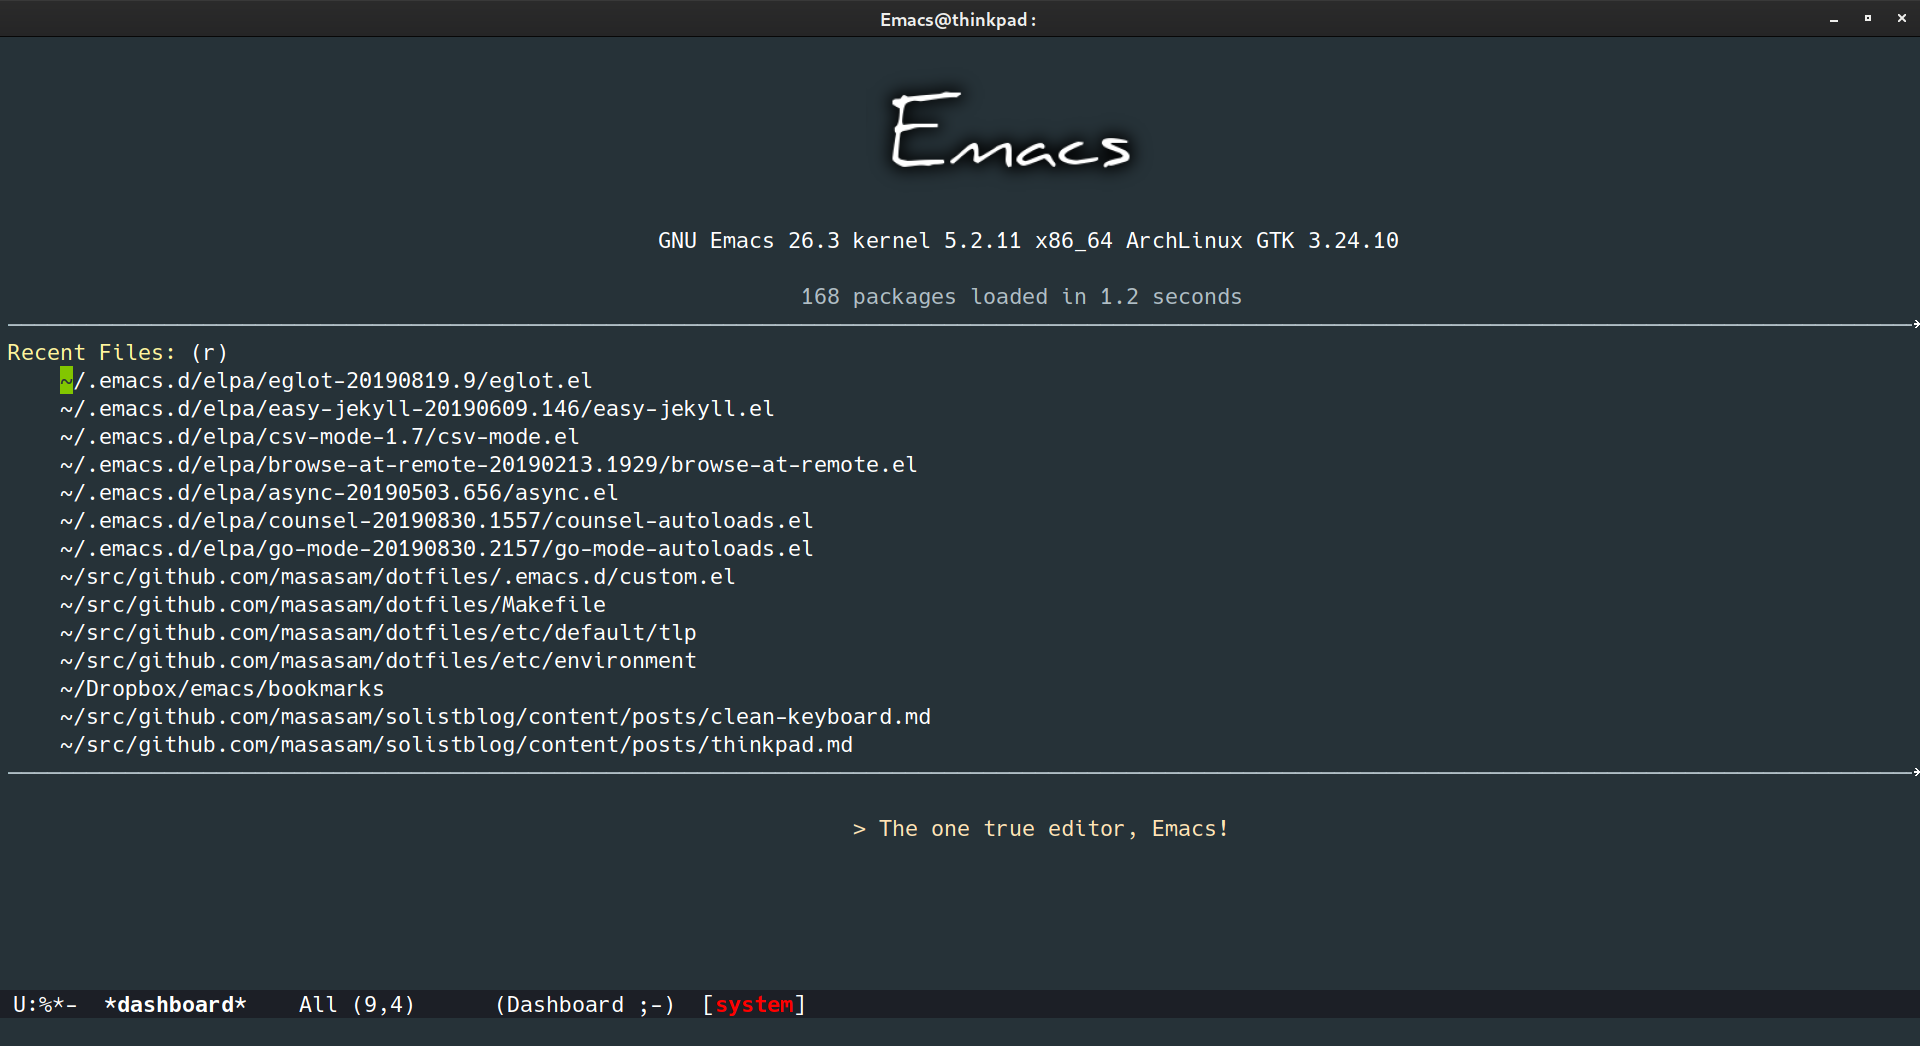 Emacs@thinkpad:
Emacs
GNU Emacs 26.3 kernel 5.2.11 x86_64 ArchLinux GTK 3.24.10
168 packages loaded in 1.2 seconds
Recent Files: (r)
~/.emacs.d/elpa/eglot-20190819.9/eglot.el
~/.emacs.d/elpa/easy-jekyll-20190609.146/easy-jekyll.el
~/.emacs.d/elpa/csv-mode-1.7/csv-mode.el
~/.emacs.d/elpa/browse-at-remote-20190213.1929/browse-at-remote.el
~/.emacs.d/elpa/async-20190503.656/async.el
~/.emacs.d/elpa/counsel-20190830.1557/counsel-autoloads.el
~/.emacs.d/elpa/go-mode-20190830.2157/go-mode-autoloads.el
~/src/github.com/masasam/dotfiles/.emacs.d/custom.el
~/src/github.com/masasam/dotfiles/Makefile
~/src/github.com/masasam/dotfiles/etc/default/tlp
~/src/github.com/masasam/dotfiles/etc/environment
~/Dropbox/emacs/bookmarks
~/src/github.com/masasam/solistblog/content/posts/clean-keyboard.md
~/src/github.com/masasam/solistblog/content/posts/thinkpad.md
> The one true editor, Emacs!
U:%*-  *dashboard*    All (9,4)      (Dashboard ;-)  [system]